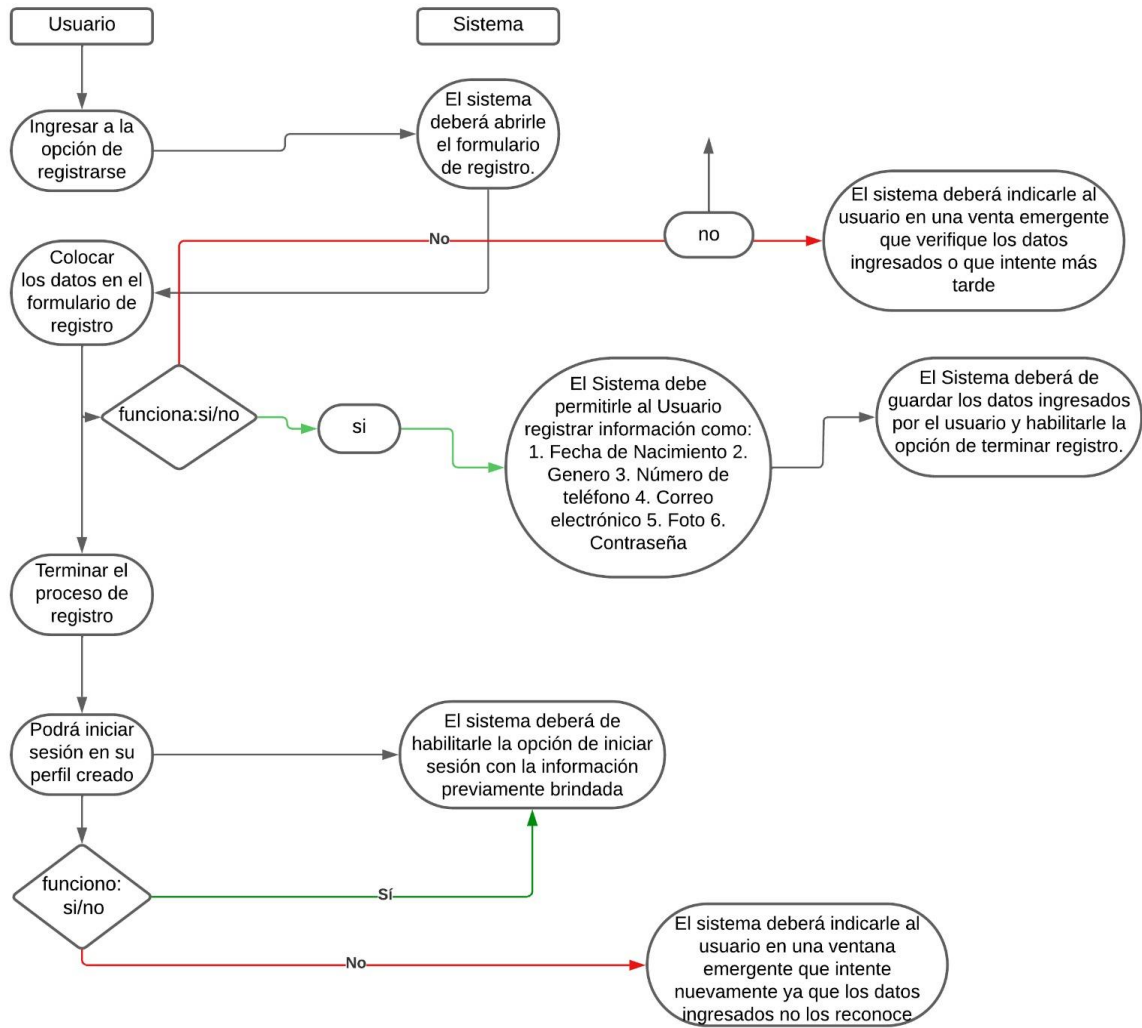 Usuario
Sistema
Ingresar a la
opción de
registrarse
El sistema
deberá abrirle
el formulario
de registro.
No
no
El sistema deberá indicarle al
usuario en una venta emergente
que verifique los datos
ingresados o que intente más
tarde
Colocar
los datos en el
formulario de
registro
funciona:si/no
si
El Sistema debe
permitirle al Usuario
registrar información como:
1. Fecha de Nacimiento 2.
Genero 3. Número de
teléfono 4. Correo
electrónico 5. Foto 6.
Contraseña
El Sistema deberá de
guardar los datos ingresados
por el usuario y habilitarle la
opción de terminar registro.
Terminar el
proceso de
registro
Podrá iniciar
sesión en su
perfil creado
El sistema deberá de
habilitarle la opción de iniciar
sesión con la información
previamente brindada
funciono:
si/no
Sí
No
El sistema deberá indicarle al
usuario en una ventana
emergente que intente
nuevamente ya que los datos
ingresados no los reconoce